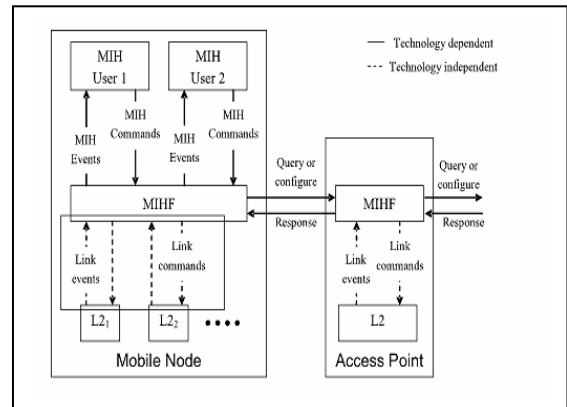 Technology dependent
Technology independent
MIH
User 1
MIH
User 2
MIH
Events
MIH
Commands
MIH
Events
MIH
Commands
Query or
configure
Query or
configure
MIHF
MIHF
Response
Response
Link
events
Link
commands
Link
events
Link
commands
L2₁
L2₂
L2
Mobile Node
Access Point